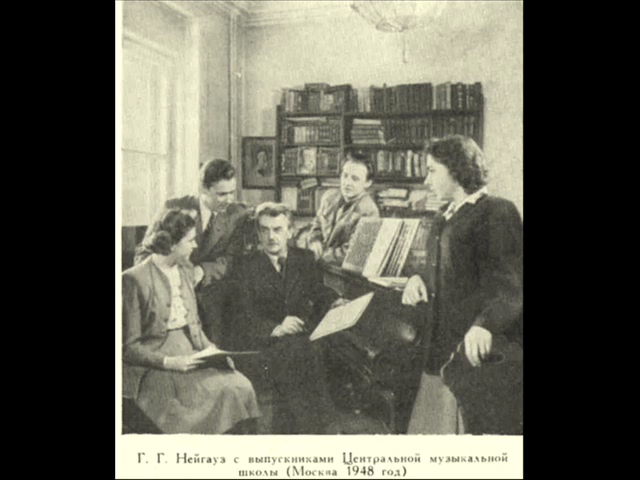 Г. Г. Нейгауз с выпускниками Центральной музыкальной
школы (Москва 1948 год)